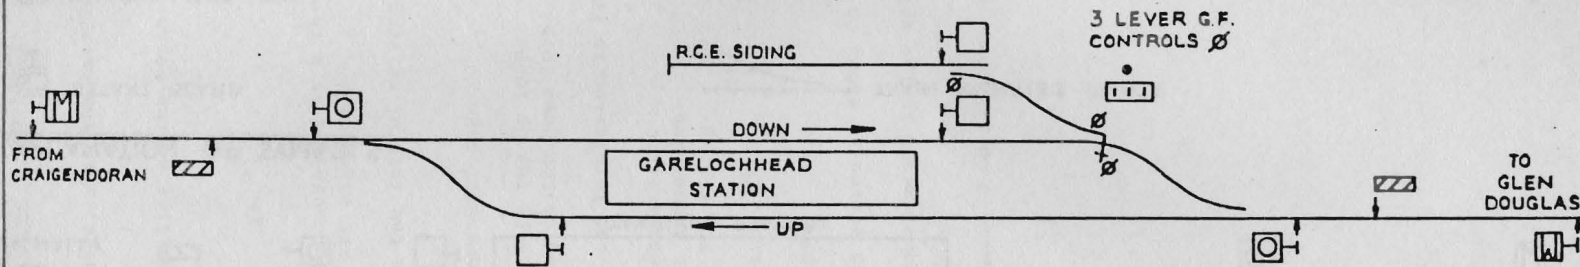 3 LEVER G.F.
CONTROLS Ø
R.C.E. SIDING
Ø
M
Ø
DOWN
Ø
FROM
CRAIGENDORAN
GARELOCHHEAD
STATION
TO
GLEN
DOUGLAS
UP
W